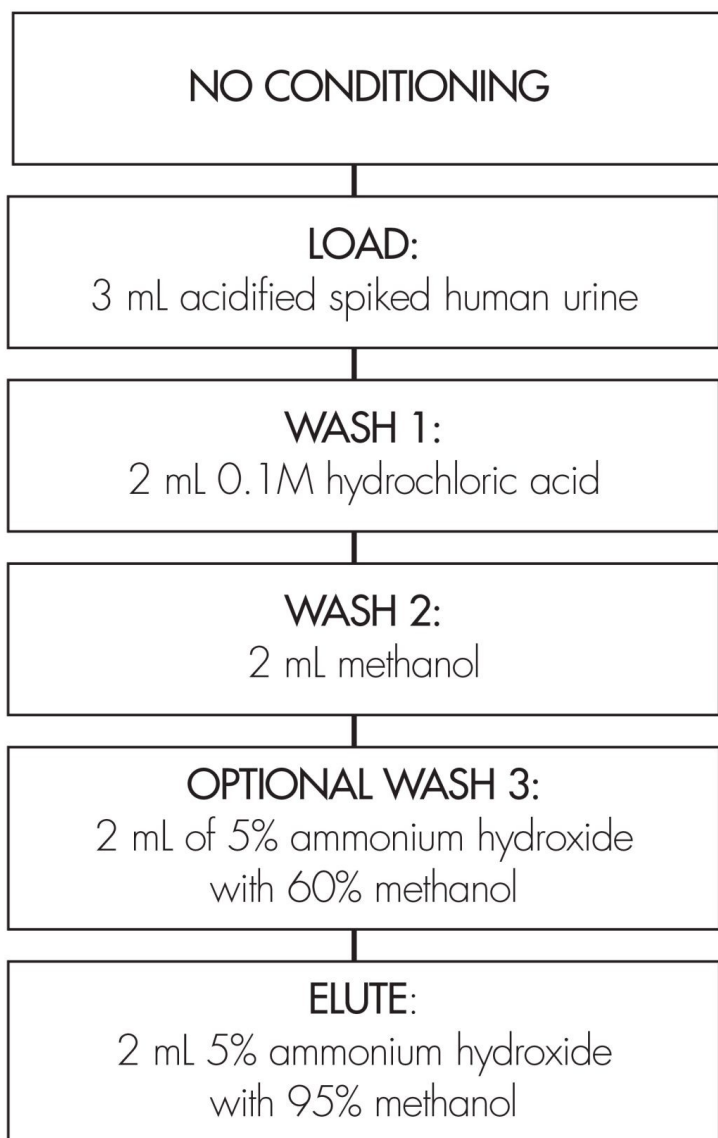 NO CONDITIONING
LOAD:
3 mL acidified spiked human urine
WASH 1:
2 mL 0.1M hydrochloric acid
WASH 2:
2 mL methanol
OPTIONAL WASH 3:
2 mL of 5% ammonium hydroxide
with 60% methanol
ELUTE:
2 mL 5% ammonium hydroxide
with 95% methanol